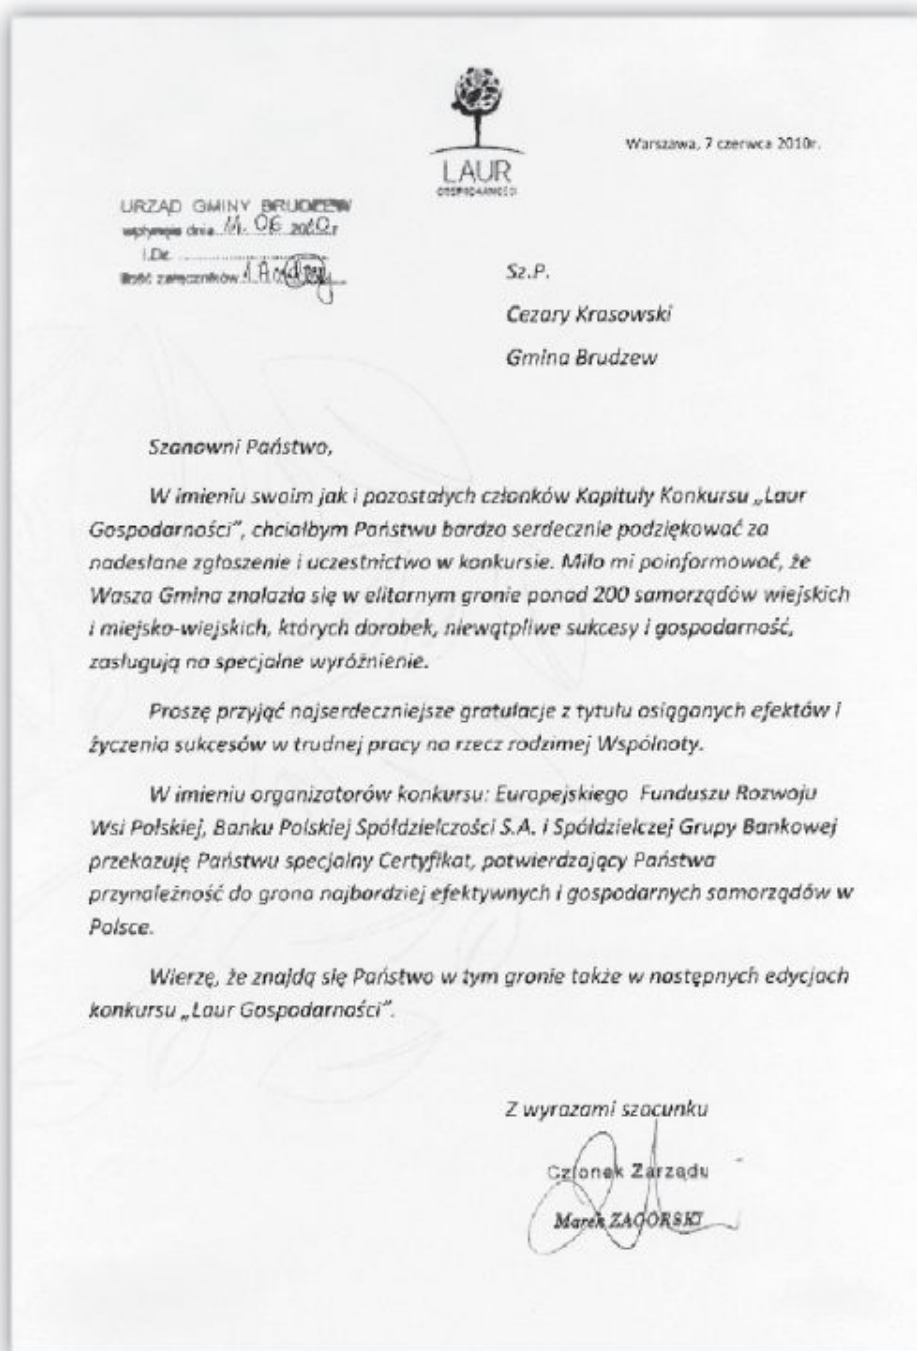 LAUR
GOSPODARNOŚCI
Warszawa, 7 czerwca 2010r.
URZĄD GMINY BRUDZEW
wpłynęło dnia 11. 06 2010 r
l.Dz.
Ilość załączników 1
Sz.P.
Cezary Krasowski
Gmina Brudzew
Szanowni Państwo,
W imieniu swoim jak i pozostałych członków Kapituły Konkursu „Laur
Gospodarności”, chciałbym Państwu bardzo serdecznie podziękować za
nadesłane zgłoszenie i uczestnictwo w konkursie. Miło mi poinformować, że
Wasza Gmina znalazła się w elitarnym gronie ponad 200 samorządów wiejskich
i miejsko-wiejskich, których dorobek, niewątpliwe sukcesy i gospodarność,
zasługują na specjalne wyróżnienie.
Proszę przyjąć najserdeczniejsze gratulacje z tytułu osiąganych efektów i
życzenia sukcesów w trudnej pracy na rzecz rodzimej Wspólnoty.
W imieniu organizatorów konkursu: Europejskiego Funduszu Rozwoju
Wsi Polskiej, Banku Polskiej Spółdzielczości S.A. i Spółdzielczej Grupy Bankowej
przekazuję Państwu specjalny Certyfikat, potwierdzający Państwa
przynależność do grona najbardziej efektywnych i gospodarnych samorządów w
Polsce.
Wierzę, że znajdą się Państwo w tym gronie także w następnych edycjach
konkursu „Laur Gospodarności”.
Z wyrazami szacunku
Członek Zarządu
Marek ZAGÓRSKI